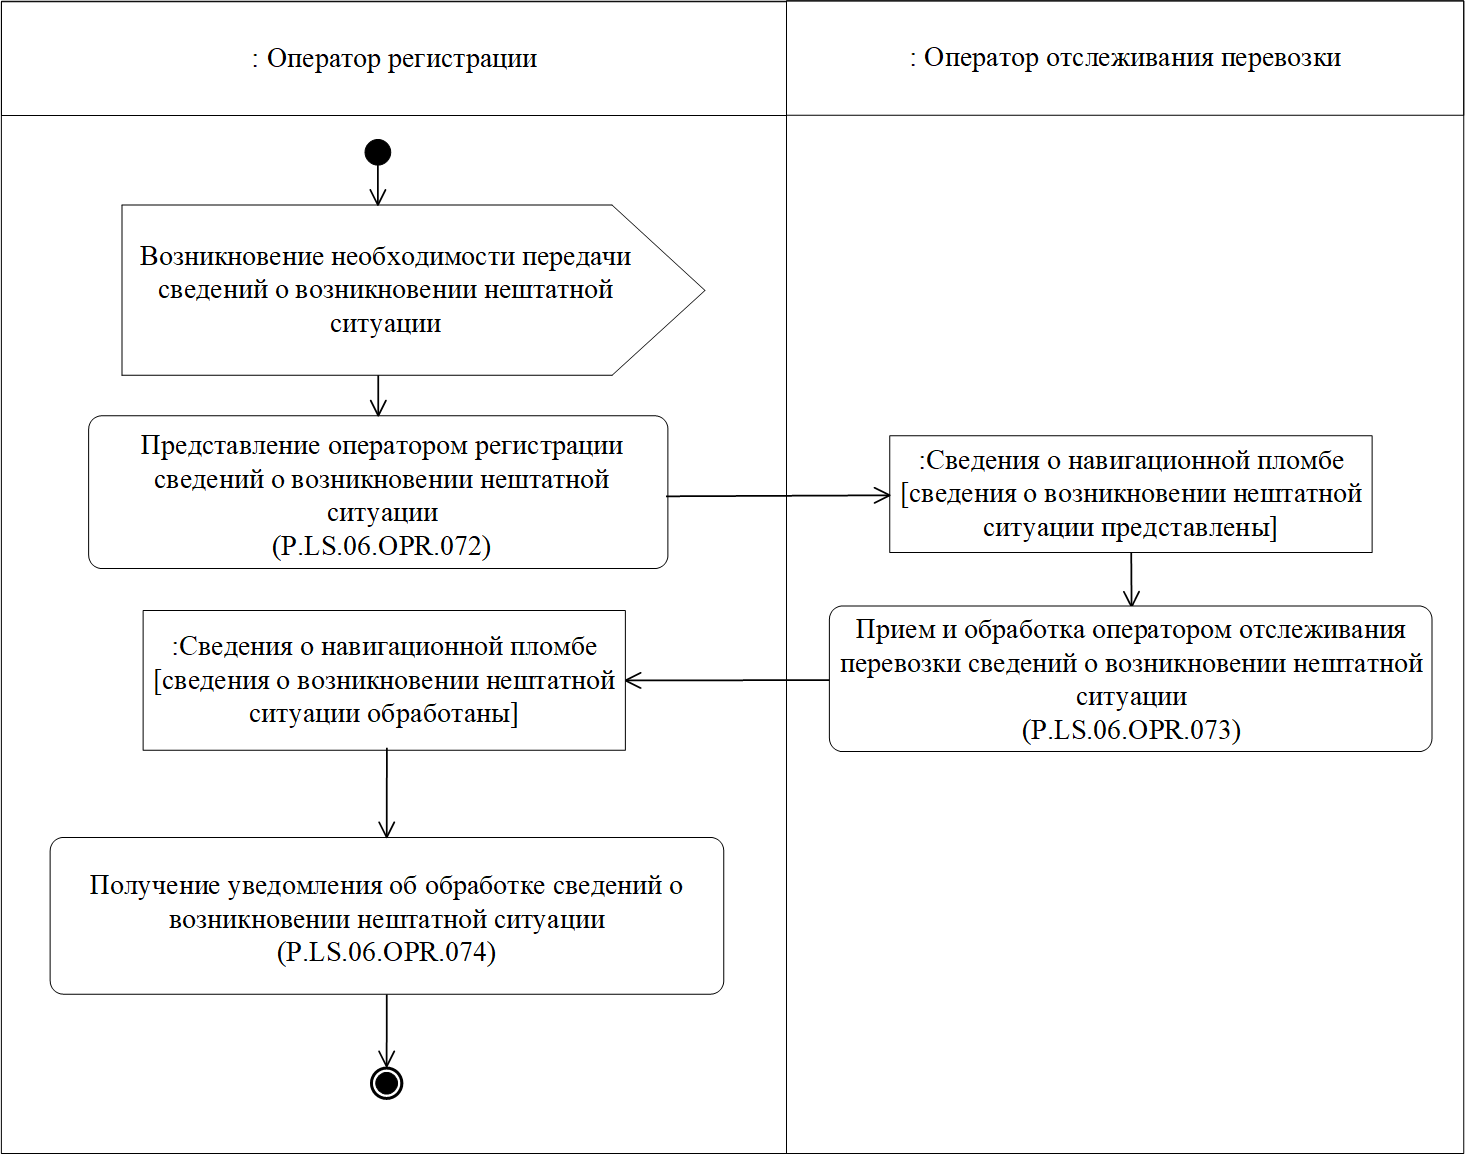 : Оператор регистрации
: Оператор отслеживания перевозки
Возникновение необходимости передачи
сведений о возникновении нештатной
ситуации
Представление оператором регистрации
сведений о возникновении нештатной
ситуации
(P.LS.06.OPR.072)
:Сведения о навигационной пломбе
[сведения о возникновении нештатной
ситуации представлены]
Прием и обработка оператором отслеживания
перевозки сведений о возникновении нештатной
ситуации
(P.LS.06.OPR.073)
:Сведения о навигационной пломбе
[сведения о возникновении нештатной
ситуации обработаны]
Получение уведомления об обработке сведений о
возникновении нештатной ситуации
(P.LS.06.OPR.074)